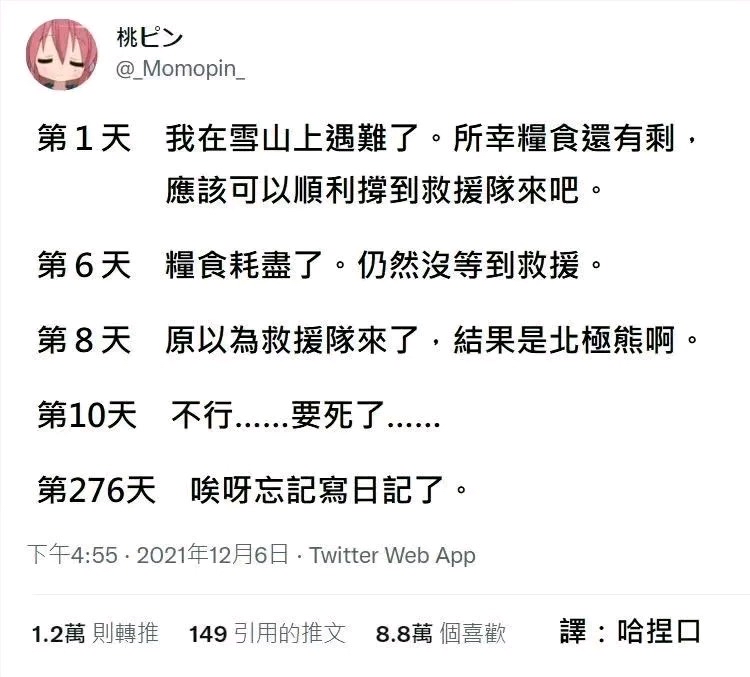 桃ピン
@_Momopin_
第1天　我在雪山上遇難了。所幸糧食還有剩，
應該可以順利撐到救援隊來吧。
第6天　糧食耗盡了。仍然沒等到救援。
第8天　原以為救援隊來了，結果是北極熊啊。
第10天　不行......要死了......
第276天　唉呀忘記寫日記了。
下午4:55 · 2021年12月6日 · Twitter Web App
1.2萬 則轉推　149 引用的推文　8.8萬 個喜歡　譯：哈捏口